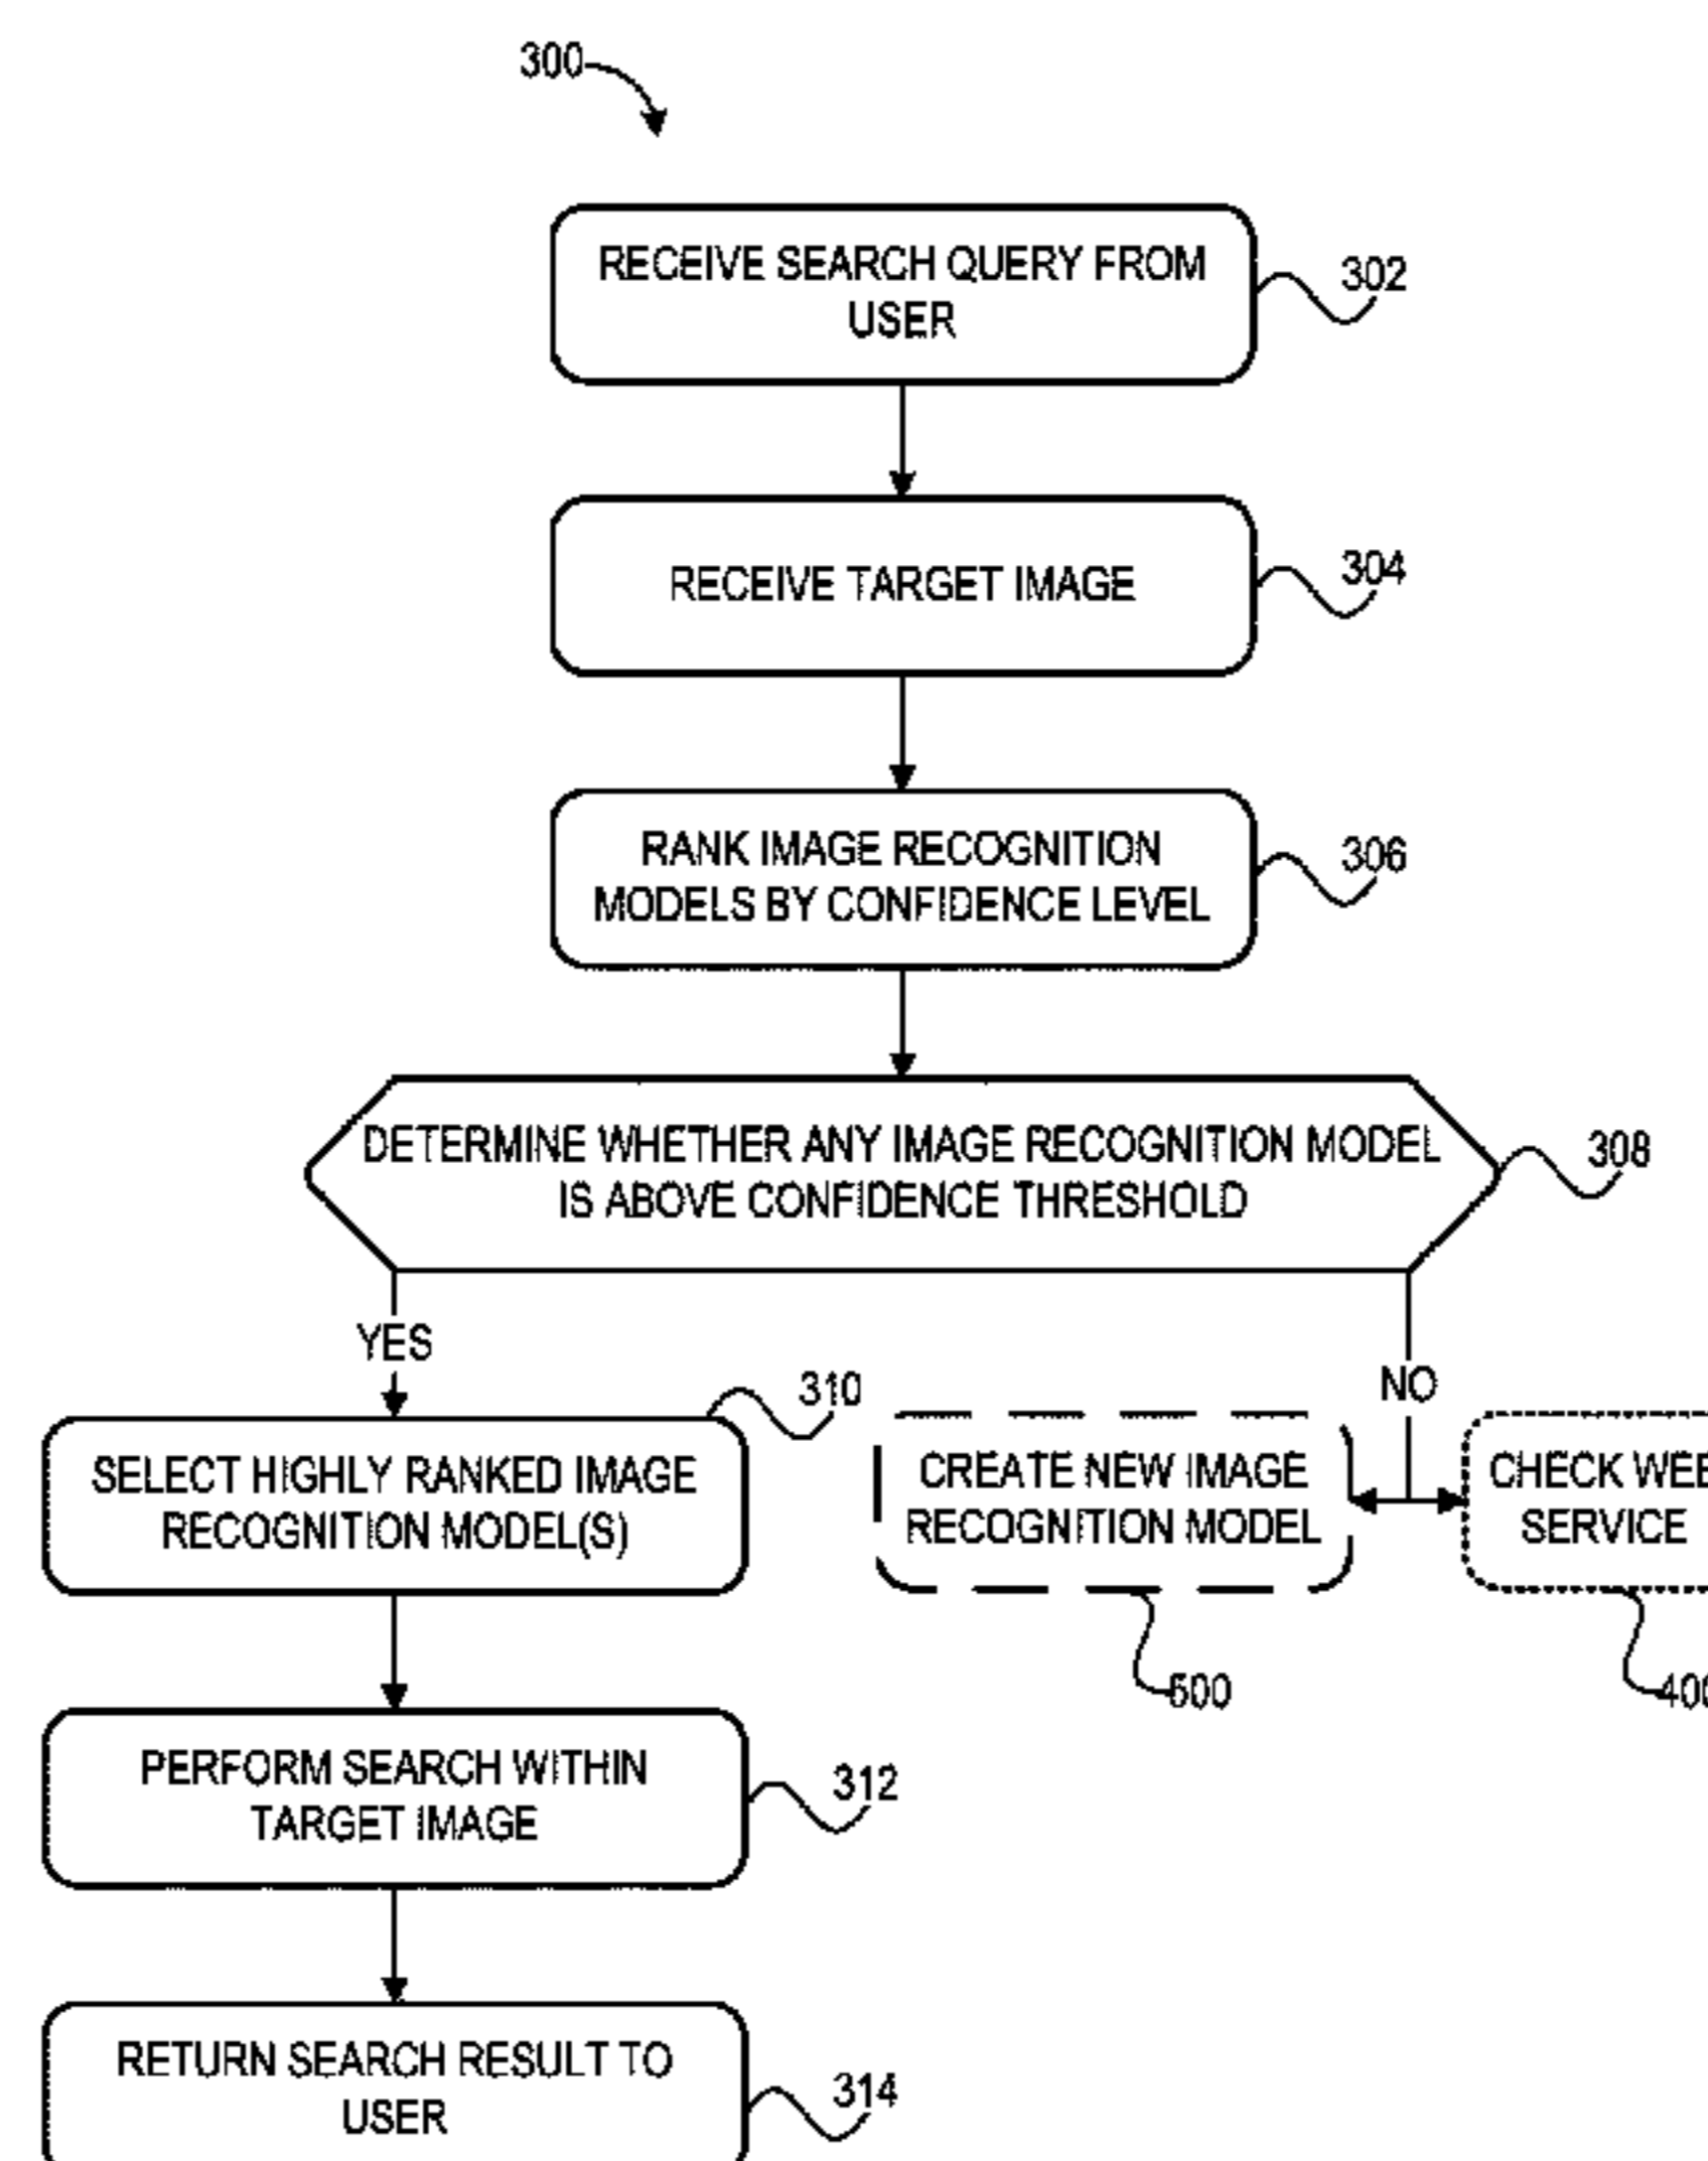 300
RECEIVE SEARCH QUERY FROM
USER
302
RECEIVE TARGET IMAGE
304
RANK IMAGE RECOGNITION
MODELS BY CONFIDENCE LEVEL
306
DETERMINE WHETHER ANY IMAGE RECOGNITION MODEL
IS ABOVE CONFIDENCE THRESHOLD
308
YES
NO
310
SELECT HIGHLY RANKED IMAGE
RECOGNITION MODEL(S)
CREATE NEW IMAGE
RECOGNITION MODEL
500
CHECK
SERVICE
PERFORM SEARCH WITHIN
TARGET IMAGE
312
RETURN SEARCH RESULT TO
USER
314